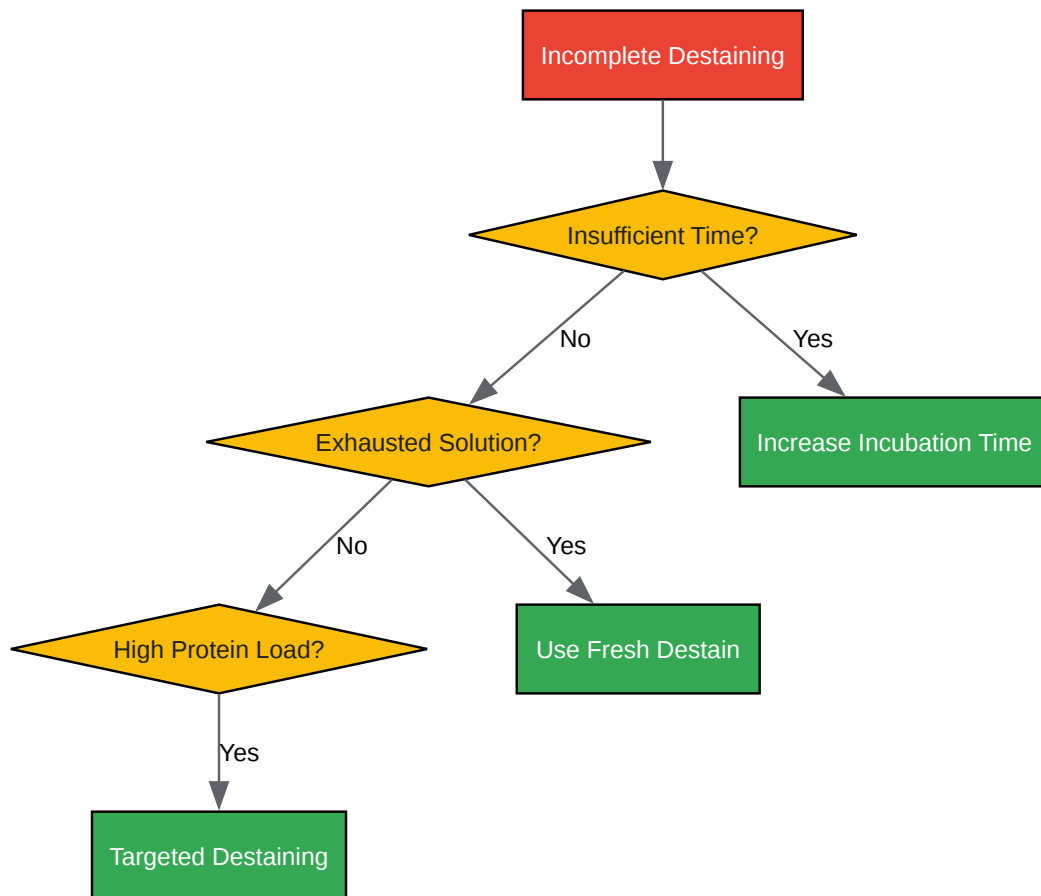 Incomplete Destaining
Insufficient Time?
No
Yes
Exhausted Solution?
Increase Incubation Time
No
Yes
High Protein Load?
Use Fresh Destain
Yes
Targeted Destaining